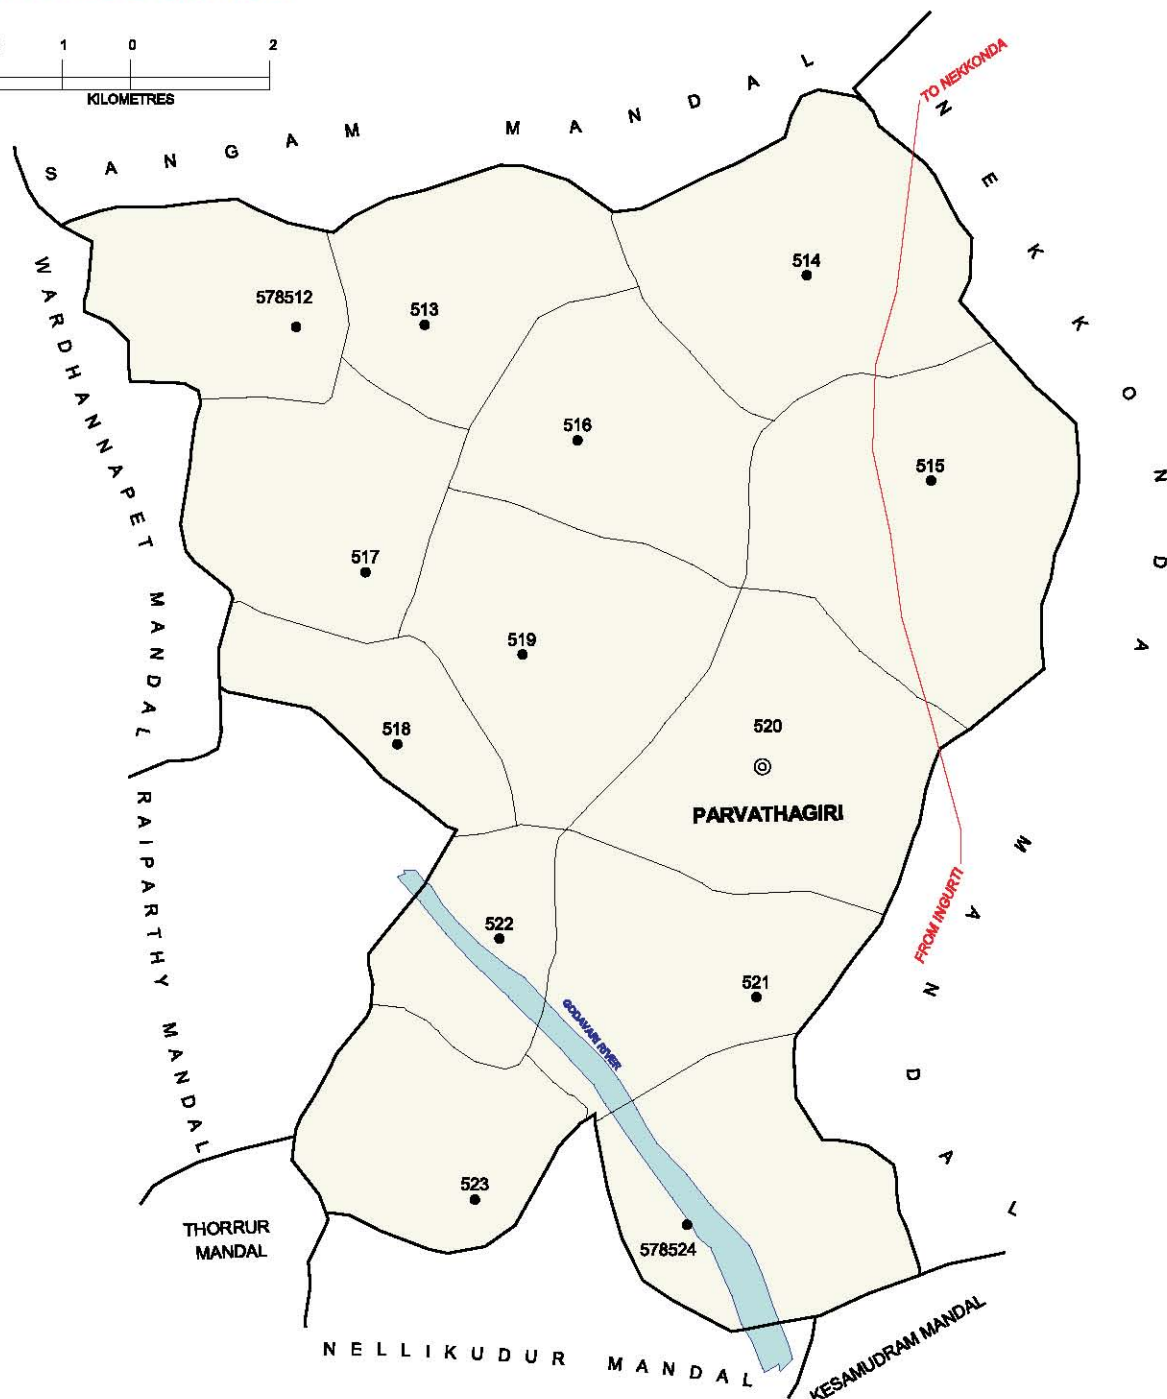 1 0 2
KILOMETRES
SANGAM MANDAL
TO NEKKONDA
NEKKONDA MANDAL
WARDHANNAPET MANDAL
578512
513
514
516
515
517
519
518
520
PARVATHAGIRI
RAIPARTHY MANDAL
522
521
FROM INGURTI
GODAVARI RIVER
523
578524
THORRUR
MANDAL
NELLIKUDUR MANDAL
KESAMUDRAM MANDAL